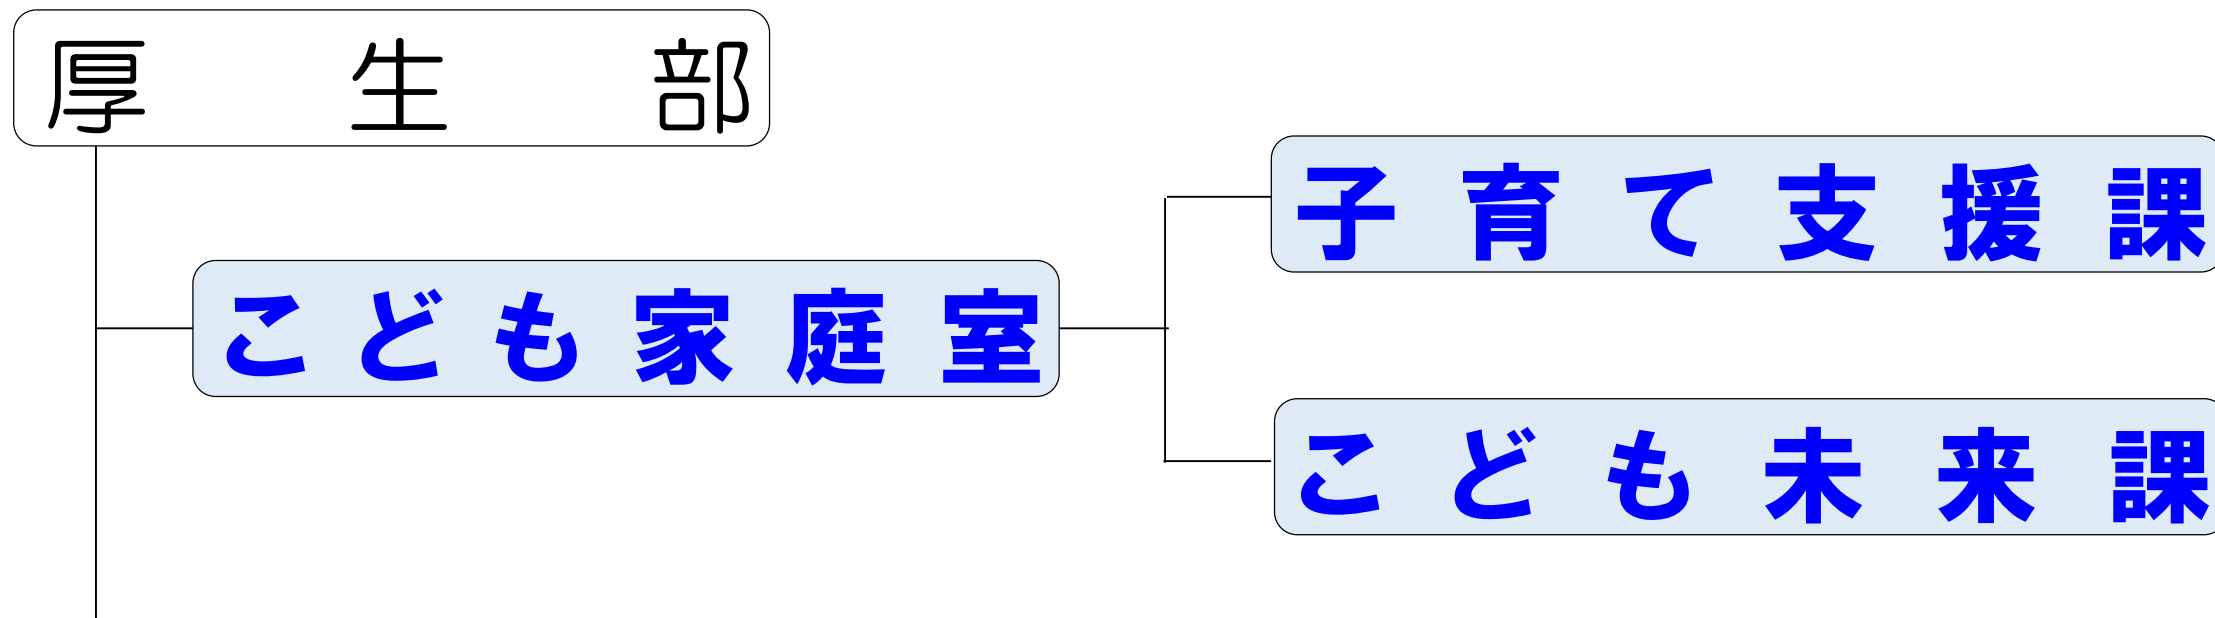 厚生部
子育て支援課
こども家庭室
こども未来課